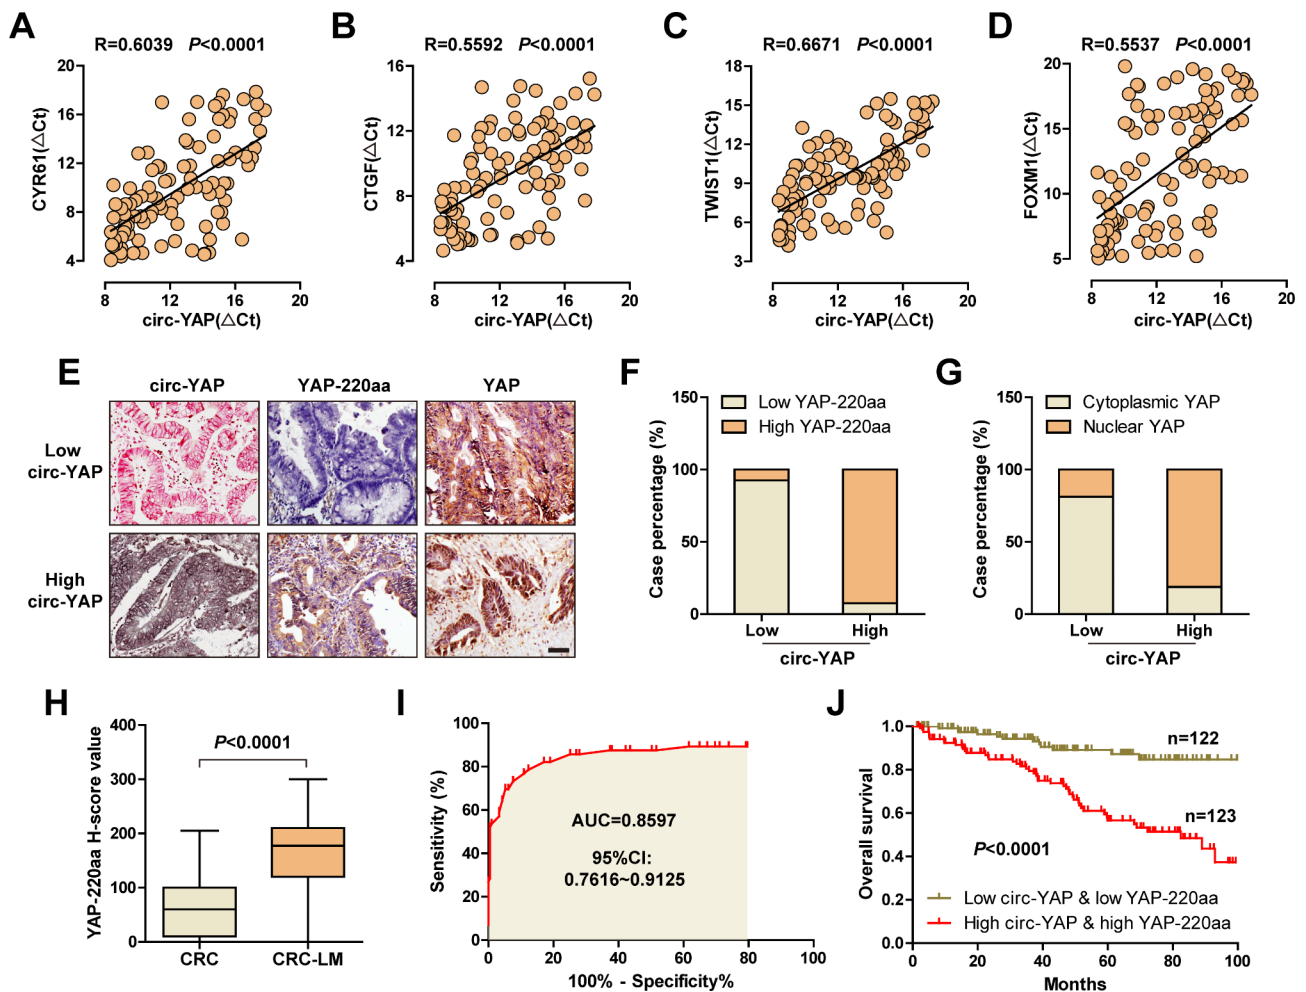 A
R=0.6039 P<0.0001
CYR61(△Ct)
20
16
12
8
4
8 12 16 20
circ-YAP(△Ct)
B
R=0.5592 P<0.0001
CTGF(△Ct)
16
12
8
4
8 12 16 20
circ-YAP(△Ct)
C
R=0.6671 P<0.0001
TWIST1(△Ct)
18
15
12
9
6
3
8 12 16 20
circ-YAP(△Ct)
D
R=0.5537 P<0.0001
FOXM1(△Ct)
20
15
10
5
8 12 16 20
circ-YAP(△Ct)
E
circ-YAP YAP-220aa YAP
Low
circ-YAP
High
circ-YAP
F
Case percentage (%)
150
100
50
0
Low YAP-220aa
High YAP-220aa
Low High
circ-YAP
G
Case percentage (%)
150
100
50
0
Cytoplasmic YAP
Nuclear YAP
Low High
circ-YAP
H
YAP-220aa H-score value
400
300
200
100
0
P<0.0001
CRC CRC-LM
I
Sensitivity (%)
100
80
60
40
20
0
AUC=0.8597
95%CI:
0.7616~0.9125
0 20 40 60 80 100
100% - Specificity%
J
Overall survival
1.0
0.8
0.6
0.4
0.2
0.0
n=122
n=123
P<0.0001
Low circ-YAP & low YAP-220aa
High circ-YAP & high YAP-220aa
0 20 40 60 80 100
Months